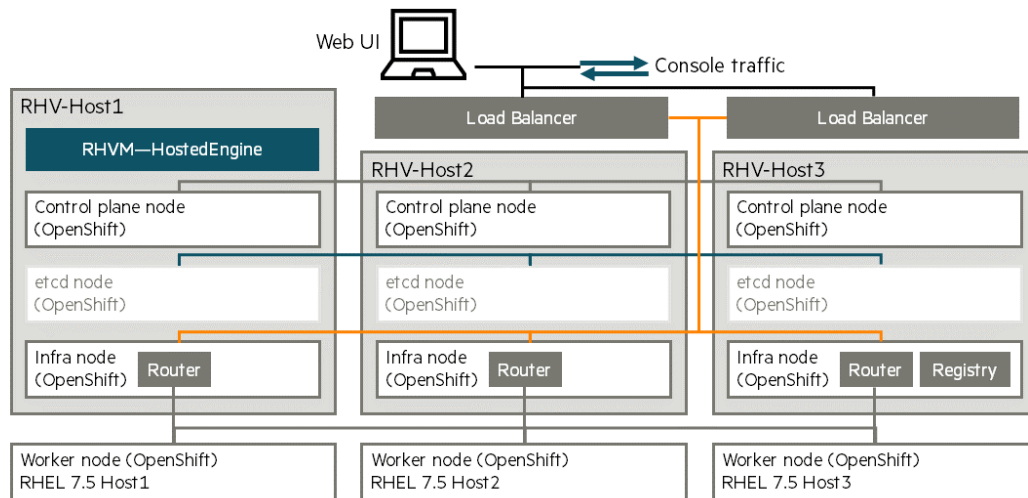 Web UI
Console traffic
RHV-Host1
Load Balancer
Load Balancer
RHVM—HostedEngine
RHV-Host2
RHV-Host3
Control plane node
(OpenShift)
Control plane node
(OpenShift)
Control plane node
(OpenShift)
etcd node
(OpenShift)
etcd node
(OpenShift)
etcd node
(OpenShift)
Infra node
(OpenShift)
Router
Infra node
(OpenShift)
Router
Infra node
(OpenShift)
Router
Registry
Worker node (OpenShift)
RHEL 7.5 Host1
Worker node (OpenShift)
RHEL 7.5 Host2
Worker node (OpenShift)
RHEL 7.5 Host3